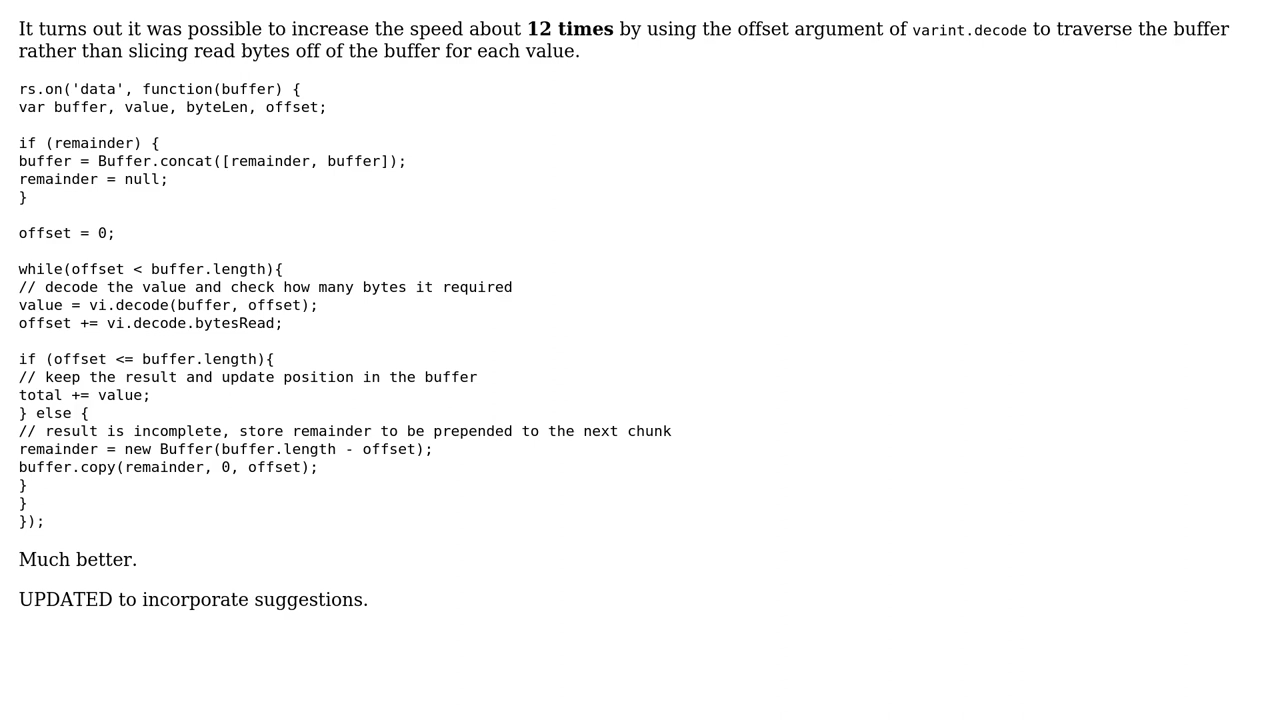 It turns out it was possible to increase the speed about 12 times by using the offset argument of varint.decode to traverse the buffer
rather than slicing read bytes off of the buffer for each value.
rs.on('data', function(buffer) {
var buffer, value, byteLen, offset;
if (remainder) {
buffer = Buffer.concat([remainder, buffer]);
remainder = null;
}
offset = 0;
while(offset < buffer.length){
// decode the value and check how many bytes it required
value = vi.decode(buffer, offset);
offset += vi.decode.bytesRead;
if (offset <= buffer.length){
// keep the result and update position in the buffer
total += value;
} else {
// result is incomplete, store remainder to be prepended to the next chunk
remainder = new Buffer(buffer.length - offset);
buffer.copy(remainder, 0, offset);
}
}
});
Much better.
UPDATED to incorporate suggestions.